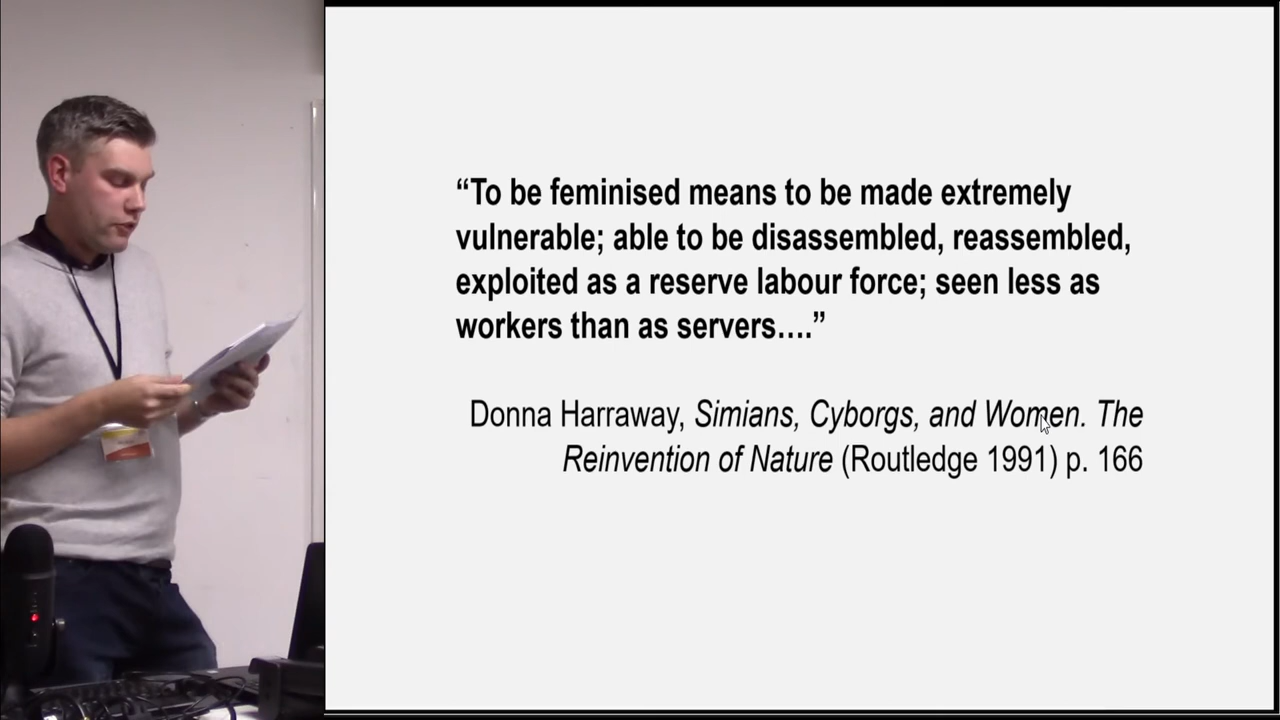 “To be feminised means to be made extremely
vulnerable; able to be disassembled, reassembled,
exploited as a reserve labour force; seen less as
workers than as servers….”
Donna Harraway, Simians, Cyborgs, and Women. The
Reinvention of Nature (Routledge 1991) p. 166